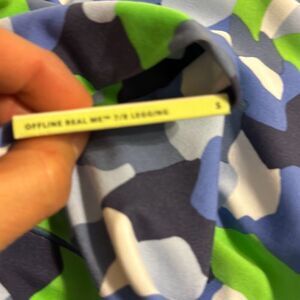 OFFLINE REAL ME™ 7/8 LEGGING S